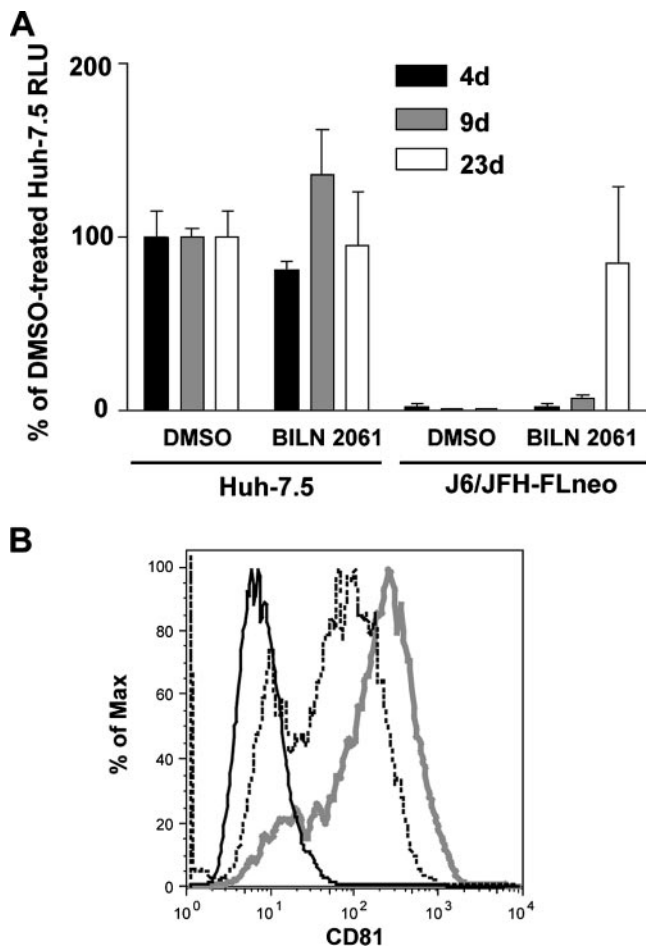 A
% of DMSO-treated Huh-7.5 RLU
200
100
0
4d
9d
23d
DMSO
BILN 2061
DMSO
BILN 2061
Huh-7.5
J6/JFH-FLneo
B
% of Max
100
80
60
40
20
0
10^0
10^1
10^2
10^3
10^4
CD81